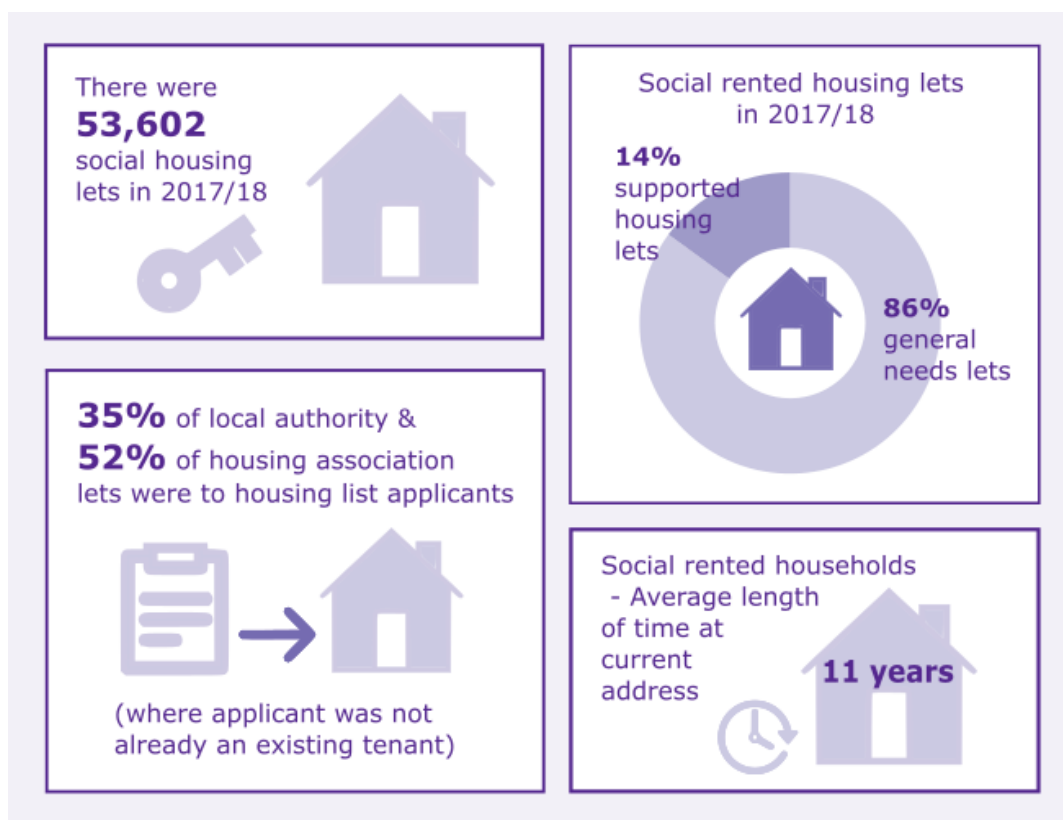 There were
53,602
social housing
lets in 2017/18
Social rented housing lets
in 2017/18
14%
supported
housing
lets
86%
general
needs lets
35% of local authority &
52% of housing association
lets were to housing list applicants
(where applicant was not
already an existing tenant)
Social rented households
- Average length
of time at
current
address
11 years